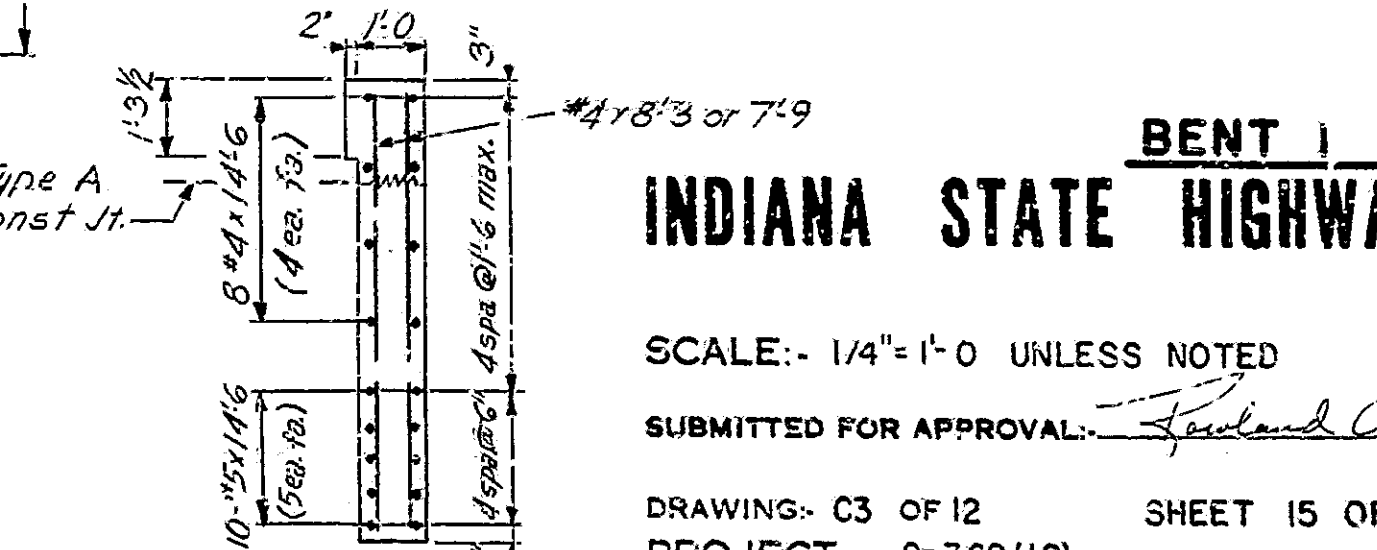 2" 1'-0
3"
1'-3½
#4 x 8'-3 or 7'-9
8 #4 x 14'-6
(4 ea. fa.)
4 spa @ 1'-6 max.
Type A
Const Jt.
10-#5 x 14'-6
(5 ea. fa.)
4 spa @ 6"
BENT 1
INDIANA STATE HIGHWA
SCALE:- 1/4"= 1'-0 UNLESS NOTED
SUBMITTED FOR APPROVAL:-
DRAWING:- C3 OF 12 SHEET 15 OF
PROJECT